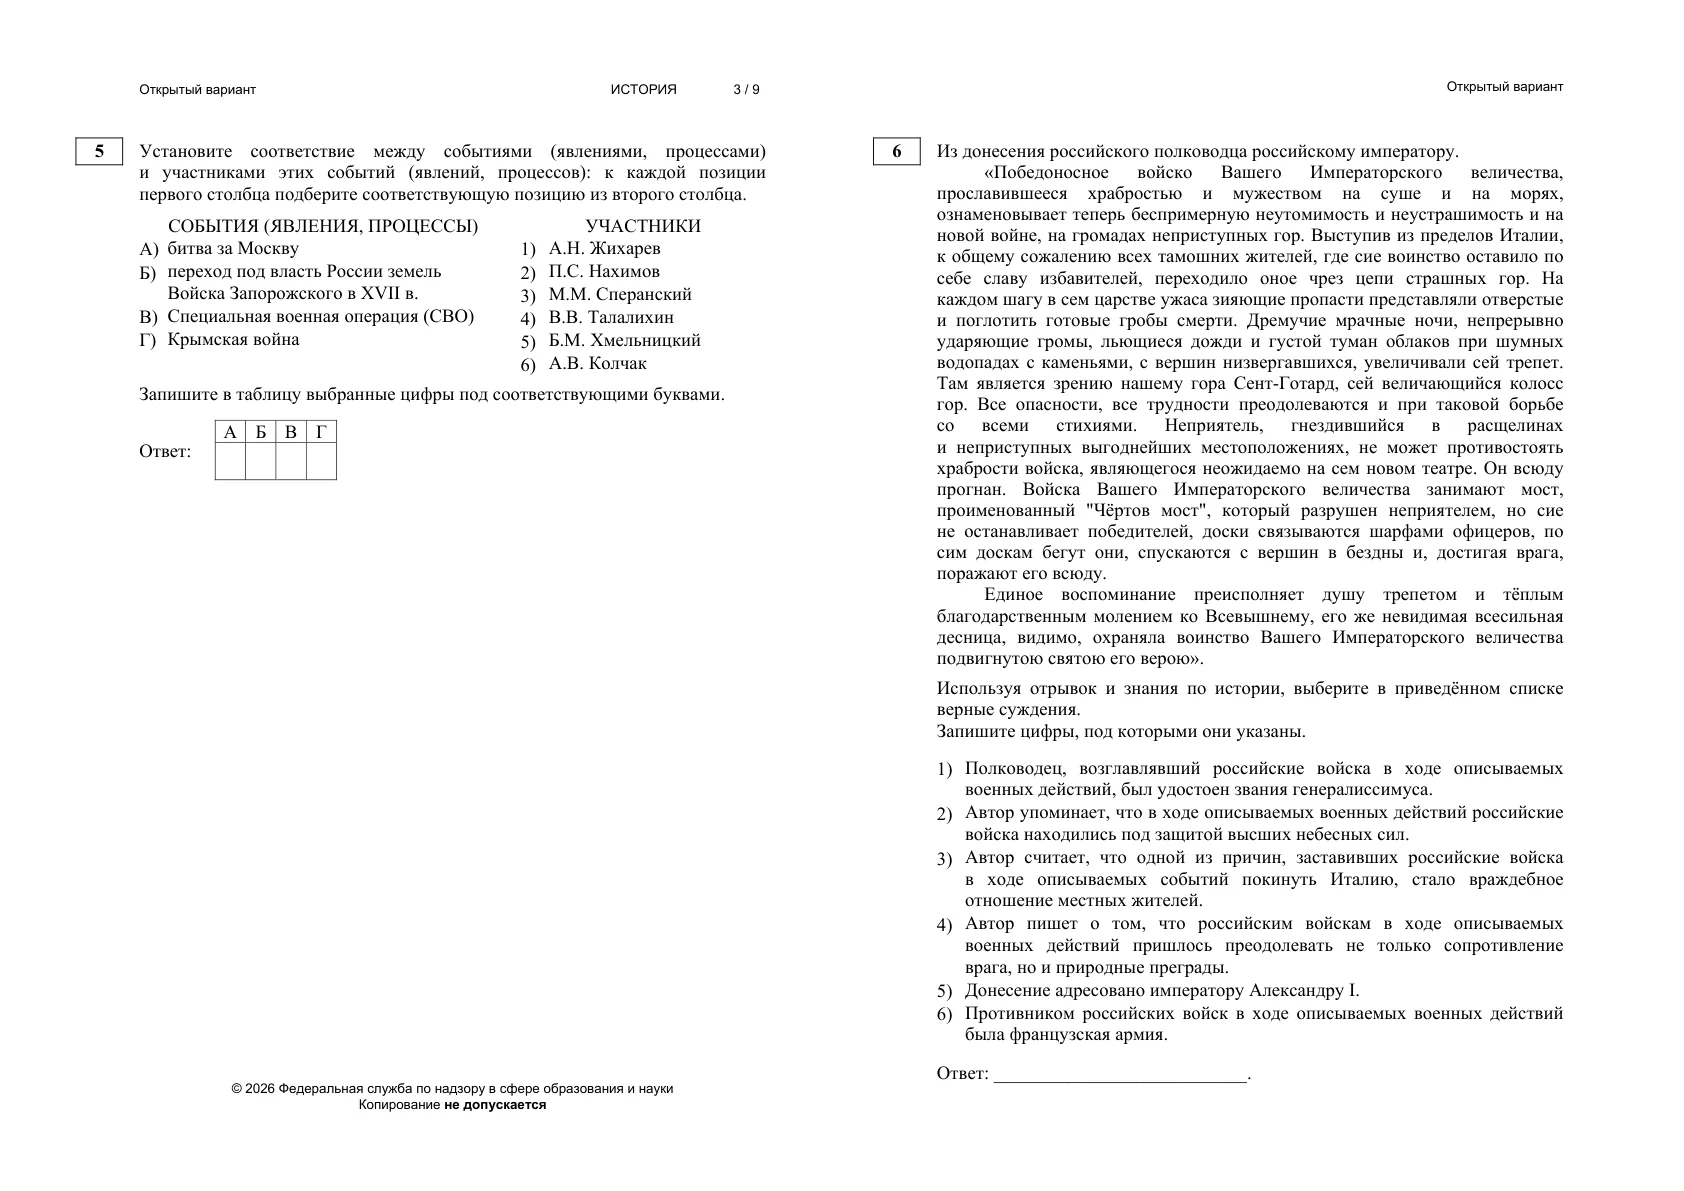 Открытый вариант ИСТОРИЯ 3 / 9
5 Установите соответствие между событиями (явлениями, процессами)
и участниками этих событий (явлений, процессов): к каждой позиции
первого столбца подберите соответствующую позицию из второго столбца.
СОБЫТИЯ (ЯВЛЕНИЯ, ПРОЦЕССЫ)
А) битва за Москву
Б) переход под власть России земель
Войска Запорожского в XVII в.
В) Специальная военная операция (СВО)
Г) Крымская война
УЧАСТНИКИ
1) А.Н. Жихарев
2) П.С. Нахимов
3) М.М. Сперанский
4) В.В. Талалихин
5) Б.М. Хмельницкий
6) А.В. Колчак
Запишите в таблицу выбранные цифры под соответствующими буквами.
Ответ:
А Б В Г
© 2026 Федеральная служба по надзору в сфере образования и науки
Копирование не допускается
Открытый вариант
6 Из донесения российского полководца российскому императору.
«Победоносное войско Вашего Императорского величества,
прославившееся храбростью и мужеством на суше и на морях,
ознаменовывает теперь беспримерную неутомимость и неустрашимость и на
новой войне, на громадах неприступных гор. Выступив из пределов Италии,
к общему сожалению всех тамошних жителей, где сие воинство оставило по
себе славу избавителей, переходило оное чрез цепи страшных гор. На
каждом шагу в сем царстве ужаса зияющие пропасти представляли отверстые
и поглотить готовые гробы смерти. Дремучие мрачные ночи, непрерывно
ударяющие громы, льющиеся дожди и густой туман облаков при шумных
водопадах с каменьями, с вершин низвергавшихся, увеличивали сей трепет.
Там является зрению нашему гора Сент-Готард, сей величающийся колосс
гор. Все опасности, все трудности преодолеваются и при таковой борьбе
со всеми стихиями. Неприятель, гнездившийся в расщелинах
и неприступных выгоднейших местоположениях, не может противостоять
храбрости войска, являющегося неожидаемо на сем новом театре. Он всюду
прогнан. Войска Вашего Императорского величества занимают мост,
проименованный "Чёртов мост", который разрушен неприятелем, но сие
не останавливает победителей, доски связываются шарфами офицеров, по
сим доскам бегут они, спускаются с вершин в бездны и, достигая врага,
поражают его всюду.
Единое воспоминание преисполняет душу трепетом и тёплым
благодарственным молением ко Всевышнему, его же невидимая всесильная
десница, видимо, охраняла воинство Вашего Императорского величества
подвигнутою святою его верою».
Используя отрывок и знания по истории, выберите в приведённом списке
верные суждения.
Запишите цифры, под которыми они указаны.
1) Полководец, возглавлявший российские войска в ходе описываемых
военных действий, был удостоен звания генералиссимуса.
2) Автор упоминает, что в ходе описываемых военных действий российские
войска находились под защитой высших небесных сил.
3) Автор считает, что одной из причин, заставивших российские войска
в ходе описываемых событий покинуть Италию, стало враждебное
отношение местных жителей.
4) Автор пишет о том, что российским войскам в ходе описываемых
военных действий пришлось преодолевать не только сопротивление
врага, но и природные преграды.
5) Донесение адресовано императору Александру I.
6) Противником российских войск в ходе описываемых военных действий
была французская армия.
Ответ: ___________________________.